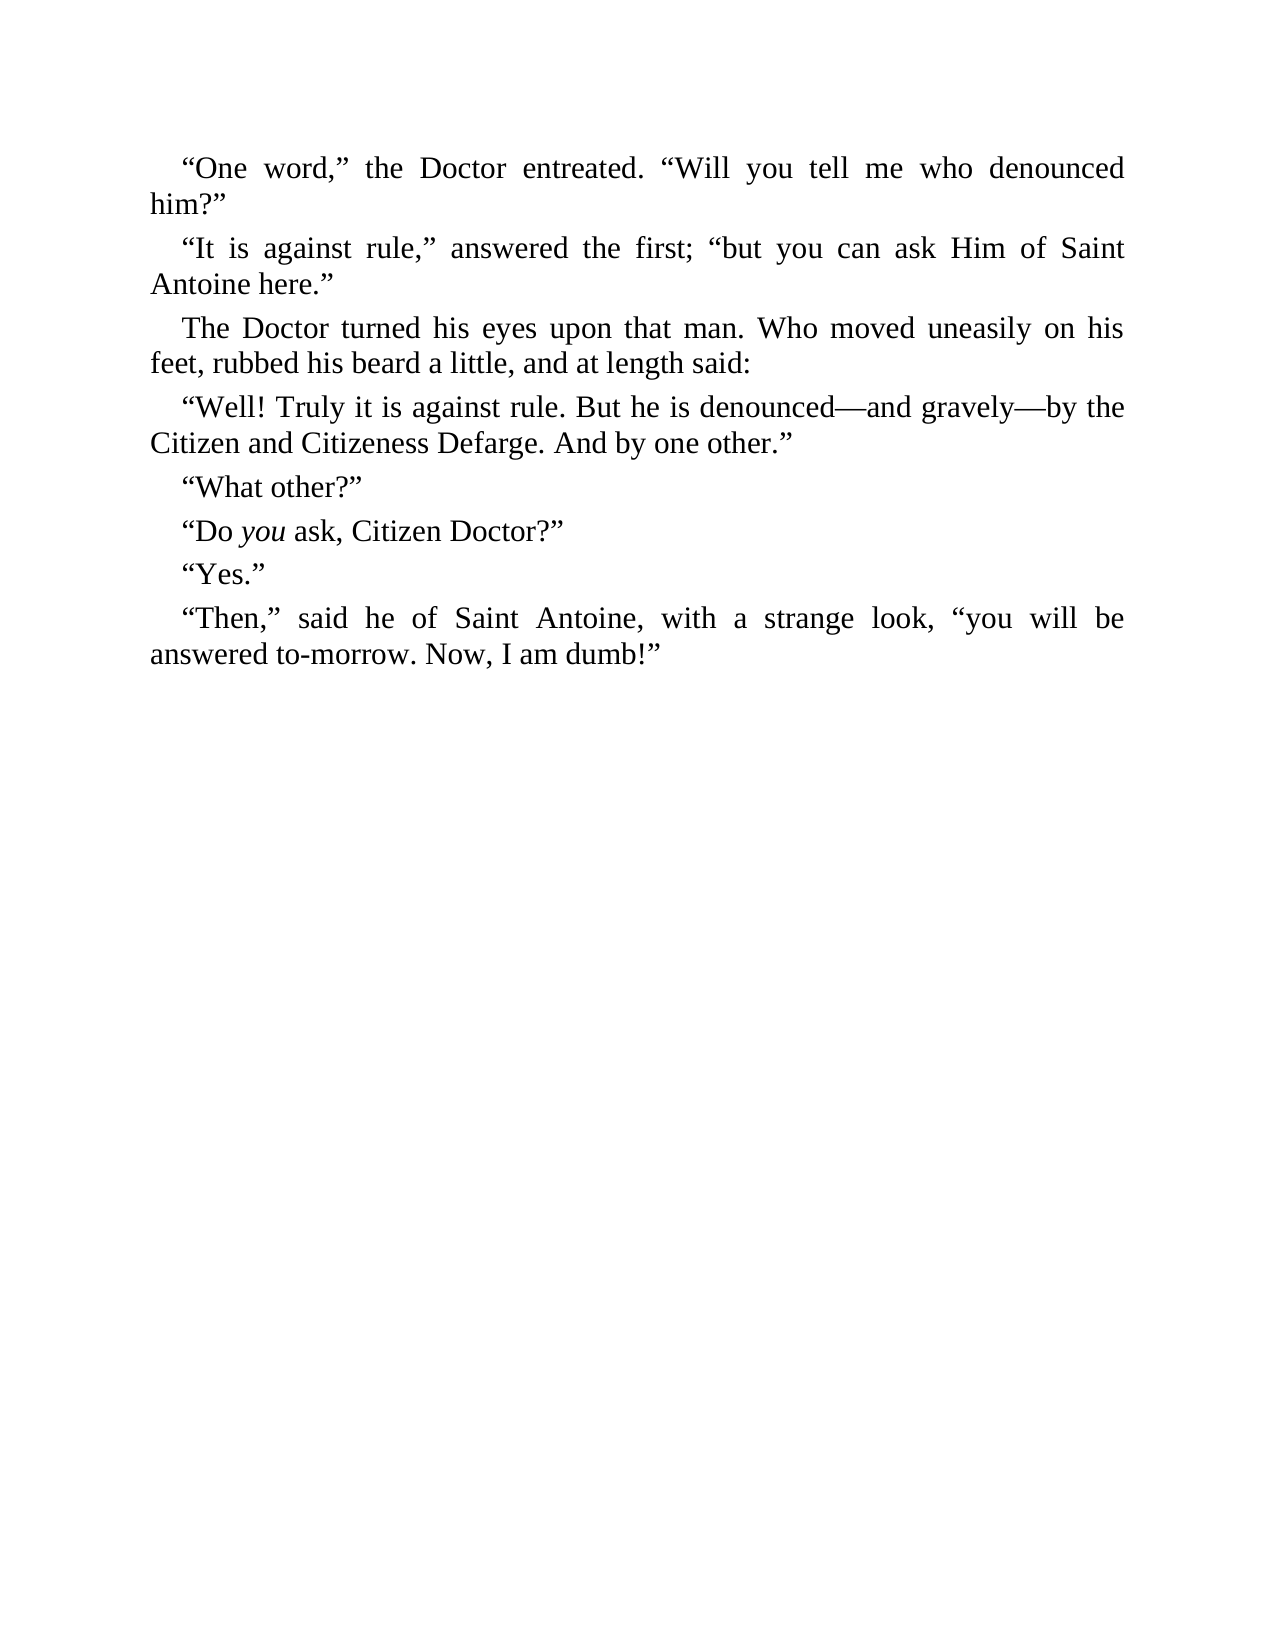 “One word,” the Doctor entreated. “Will you tell me who denounced
him?”
“It is against rule,” answered the first; “but you can ask Him of Saint
Antoine here.”
The Doctor turned his eyes upon that man. Who moved uneasily on his
feet, rubbed his beard a little, and at length said:
“Well! Truly it is against rule. But he is denounced—and gravely—by the
Citizen and Citizeness Defarge. And by one other.”
“What other?”
“Do you ask, Citizen Doctor?”
“Yes.”
“Then,” said he of Saint Antoine, with a strange look, “you will be
answered to-morrow. Now, I am dumb!”